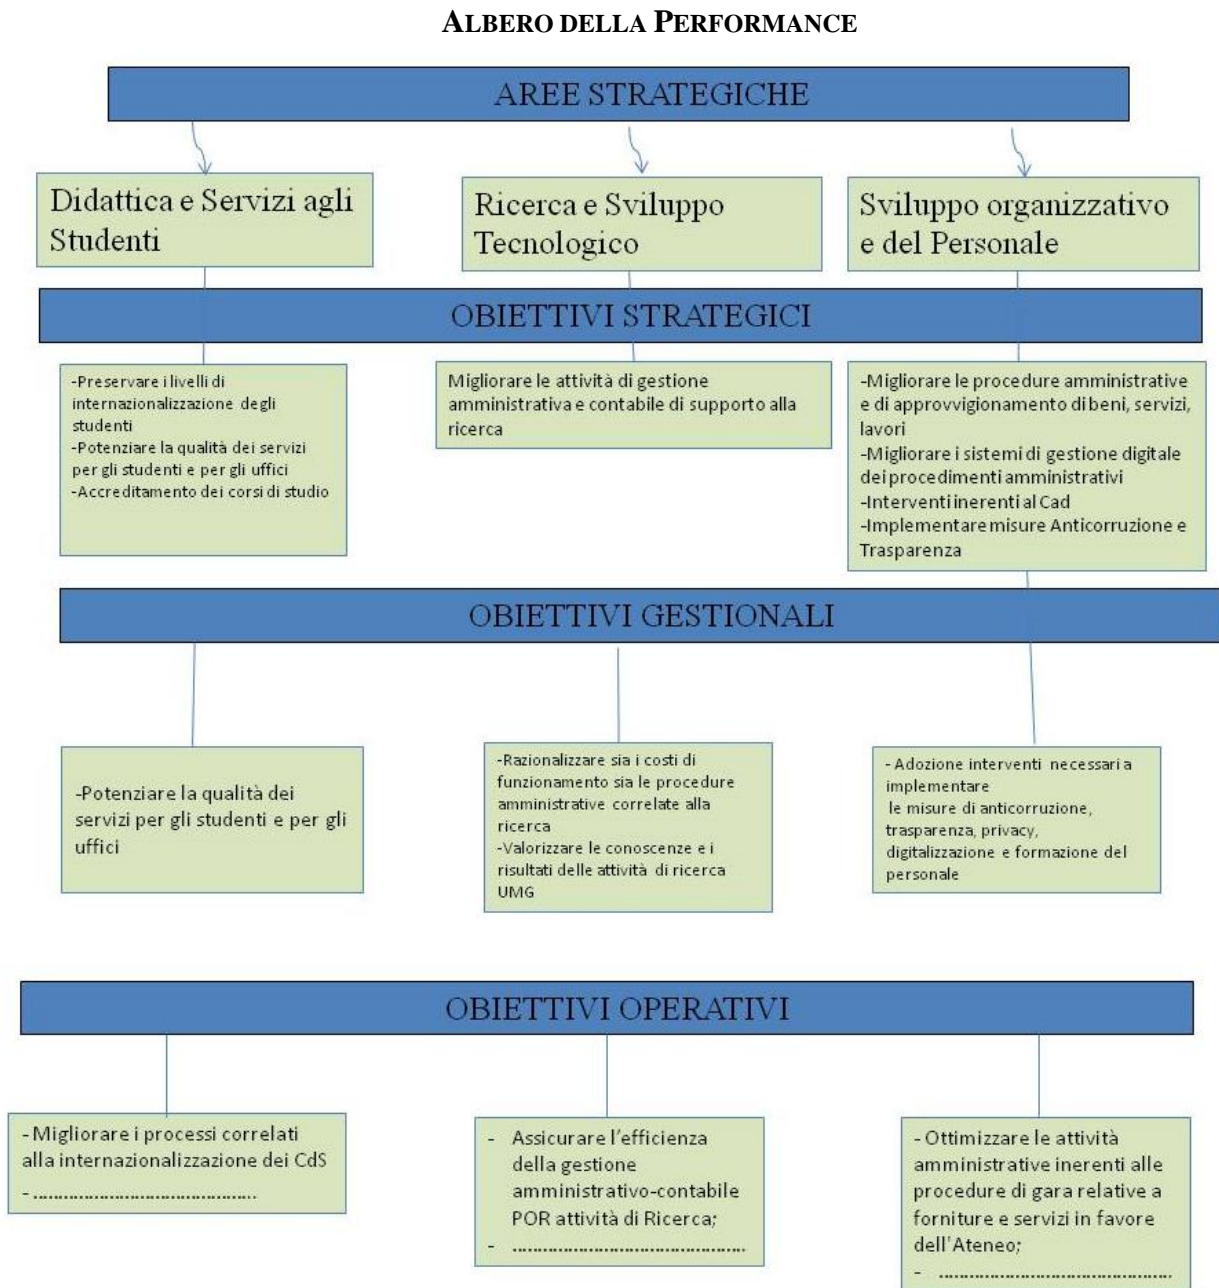 ALBERO DELLA PERFORMANCE
AREE STRATEGICHE
Didattica e Servizi agli
Studenti
Ricerca e Sviluppo
Tecnologico
Sviluppo organizzativo
e del Personale
OBIETTIVI STRATEGICI
-Preservare i livelli di
internazionalizzazione degli
studenti
-Potenziare la qualità dei servizi
per gli studenti e per gli uffici
-Accreditamento dei corsi di studio
Migliorare le attività di gestione
amministrativa e contabile di supporto alla
ricerca
-Migliorare le procedure amministrative
e di approvvigionamento di beni, servizi,
lavori
-Migliorare i sistemi di gestione digitale
dei procedimenti amministrativi
-Interventi inerenti al Cad
-Implementare misure Anticorruzione e
Trasparenza
OBIETTIVI GESTIONALI
-Potenziare la qualità dei
servizi per gli studenti e per gli
uffici
-Razionalizzare sia i costi di
funzionamento sia le procedure
amministrative correlate alla
ricerca
-Valorizzare le conoscenze e i
risultati delle attività di ricerca
UMG
- Adozione interventi necessari a
implementare
le misure di anticorruzione,
trasparenza, privacy,
digitalizzazione e formazione del
personale
OBIETTIVI OPERATIVI
- Migliorare i processi correlati
alla internazionalizzazione dei CdS
- .............................................
- Assicurare l'efficienza
della gestione
amministrativo-contabile
POR attività di Ricerca;
- .............................................
- Ottimizzare le attività
amministrative inerenti alle
procedure di gara relative a
forniture e servizi in favore
dell'Ateneo;
- .............................................